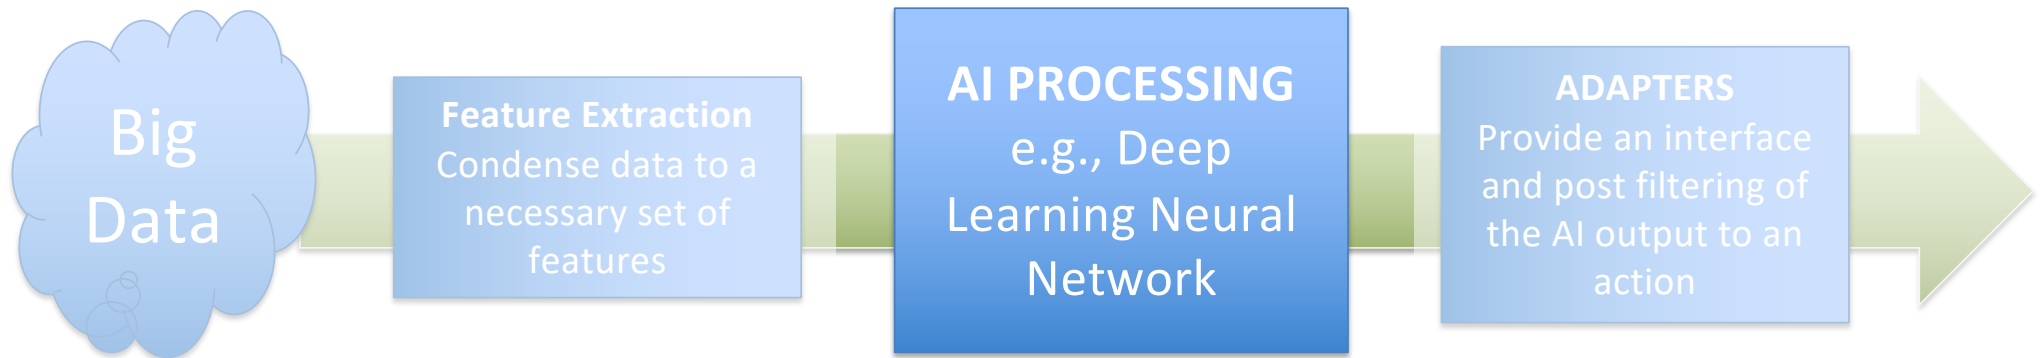 Big
Data
Feature Extraction
Condense data to a
necessary set of
features
AI PROCESSING
e.g., Deep
Learning Neural
Network
ADAPTERS
Provide an interface
and post filtering of
the AI output to an
action